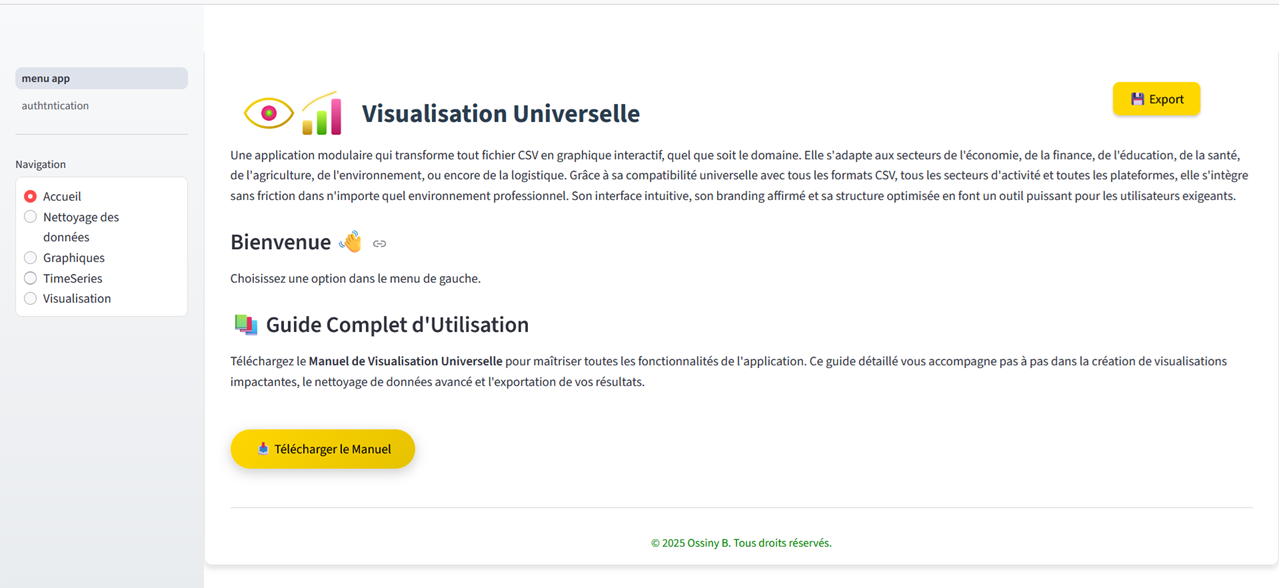 menu app
authtntication
Navigation
Accueil
Nettoyage des
données
Graphiques
TimeSeries
Visualisation
Export
Visualisation Universelle
Une application modulaire qui transforme tout fichier CSV en graphique interactif, quel que soit le domaine. Elle s'adapte aux secteurs de l'économie, de la finance, de l'éducation, de la santé,
de l'agriculture, de l'environnement, ou encore de la logistique. Grâce à sa compatibilité universelle avec tous les formats CSV, tous les secteurs d'activité et toutes les plateformes, elle s'intègre
sans friction dans n'importe quel environnement professionnel. Son interface intuitive, son branding affirmé et sa structure optimisée en font un outil puissant pour les utilisateurs exigeants.
Bienvenue
Choisissez une option dans le menu de gauche.
Guide Complet d'Utilisation
Téléchargez le Manuel de Visualisation Universelle pour maîtriser toutes les fonctionnalités de l'application. Ce guide détaillé vous accompagne pas à pas dans la création de visualisations
impactantes, le nettoyage de données avancé et l'exportation de vos résultats.
Télécharger le Manuel
© 2025 Ossiny B. Tous droits réservés.